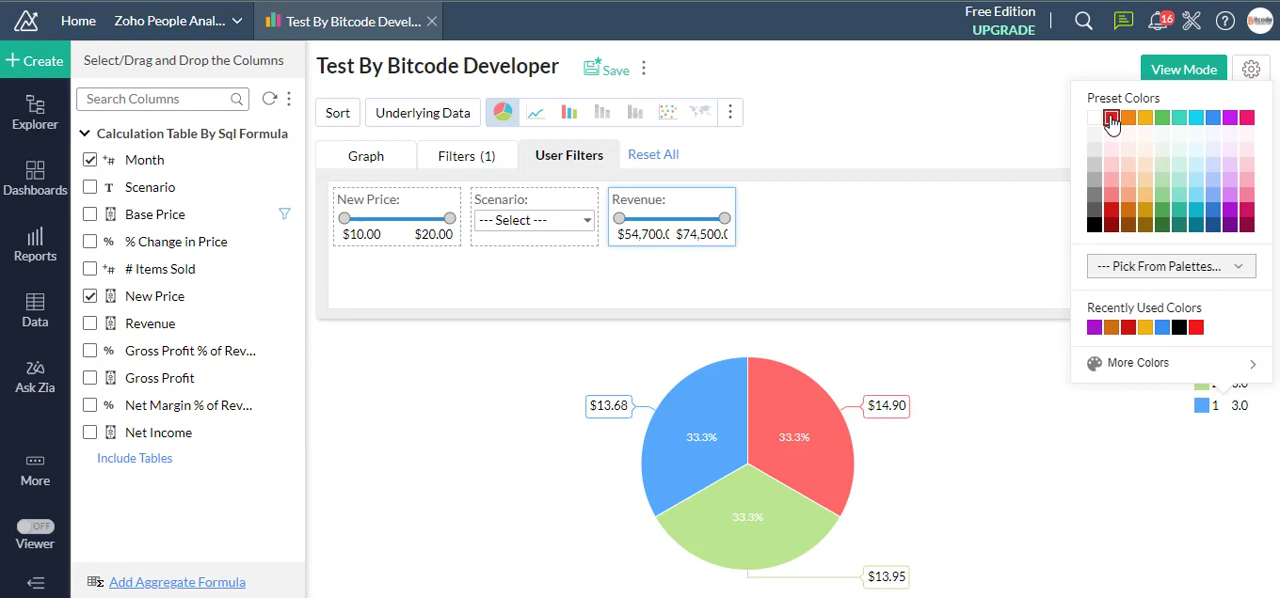 Home
Zoho People Anal...
Test By Bitcode Devel...
Free Edition
UPGRADE
16
Bitcode
Create
Explorer
Dashboards
Reports
Data
Ask Zia
More
OFF
Viewer
Select/Drag and Drop the Columns
Search Columns
Calculation Table By Sql Formula
Month
T Scenario
Base Price
% % Change in Price
# Items Sold
New Price
Revenue
% Gross Profit % of Rev...
Gross Profit
% Net Margin % of Rev...
Net Income
Include Tables
Add Aggregate Formula
Test By Bitcode Developer
Save
View Mode
Sort
Underlying Data
Graph
Filters (1)
User Filters
Reset All
New Price:
$10.00 $20.00
Scenario:
--- Select ---
Revenue:
$54,700.( $74,500.(
Preset Colors
--- Pick From Palettes...
Recently Used Colors
More Colors
$13.68
33.3%
33.3%
$14.90
33.3%
$13.95
1 3.0